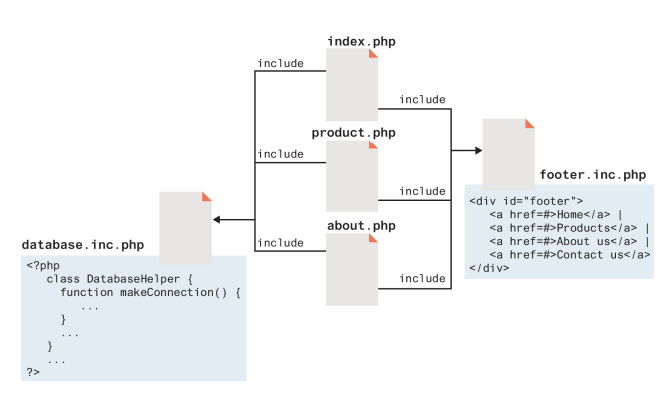 index.php
include
include
product.php
include
include
about.php
include
include
footer.inc.php
<div id="footer">
   <a href=#>Home</a> |
   <a href=#>Products</a> |
   <a href=#>About us</a> |
   <a href=#>Contact us</a>
</div>
database.inc.php
<?php
   class DatabaseHelper {
     function makeConnection() {
        ...
     }
     ...
   }
   ...
?>